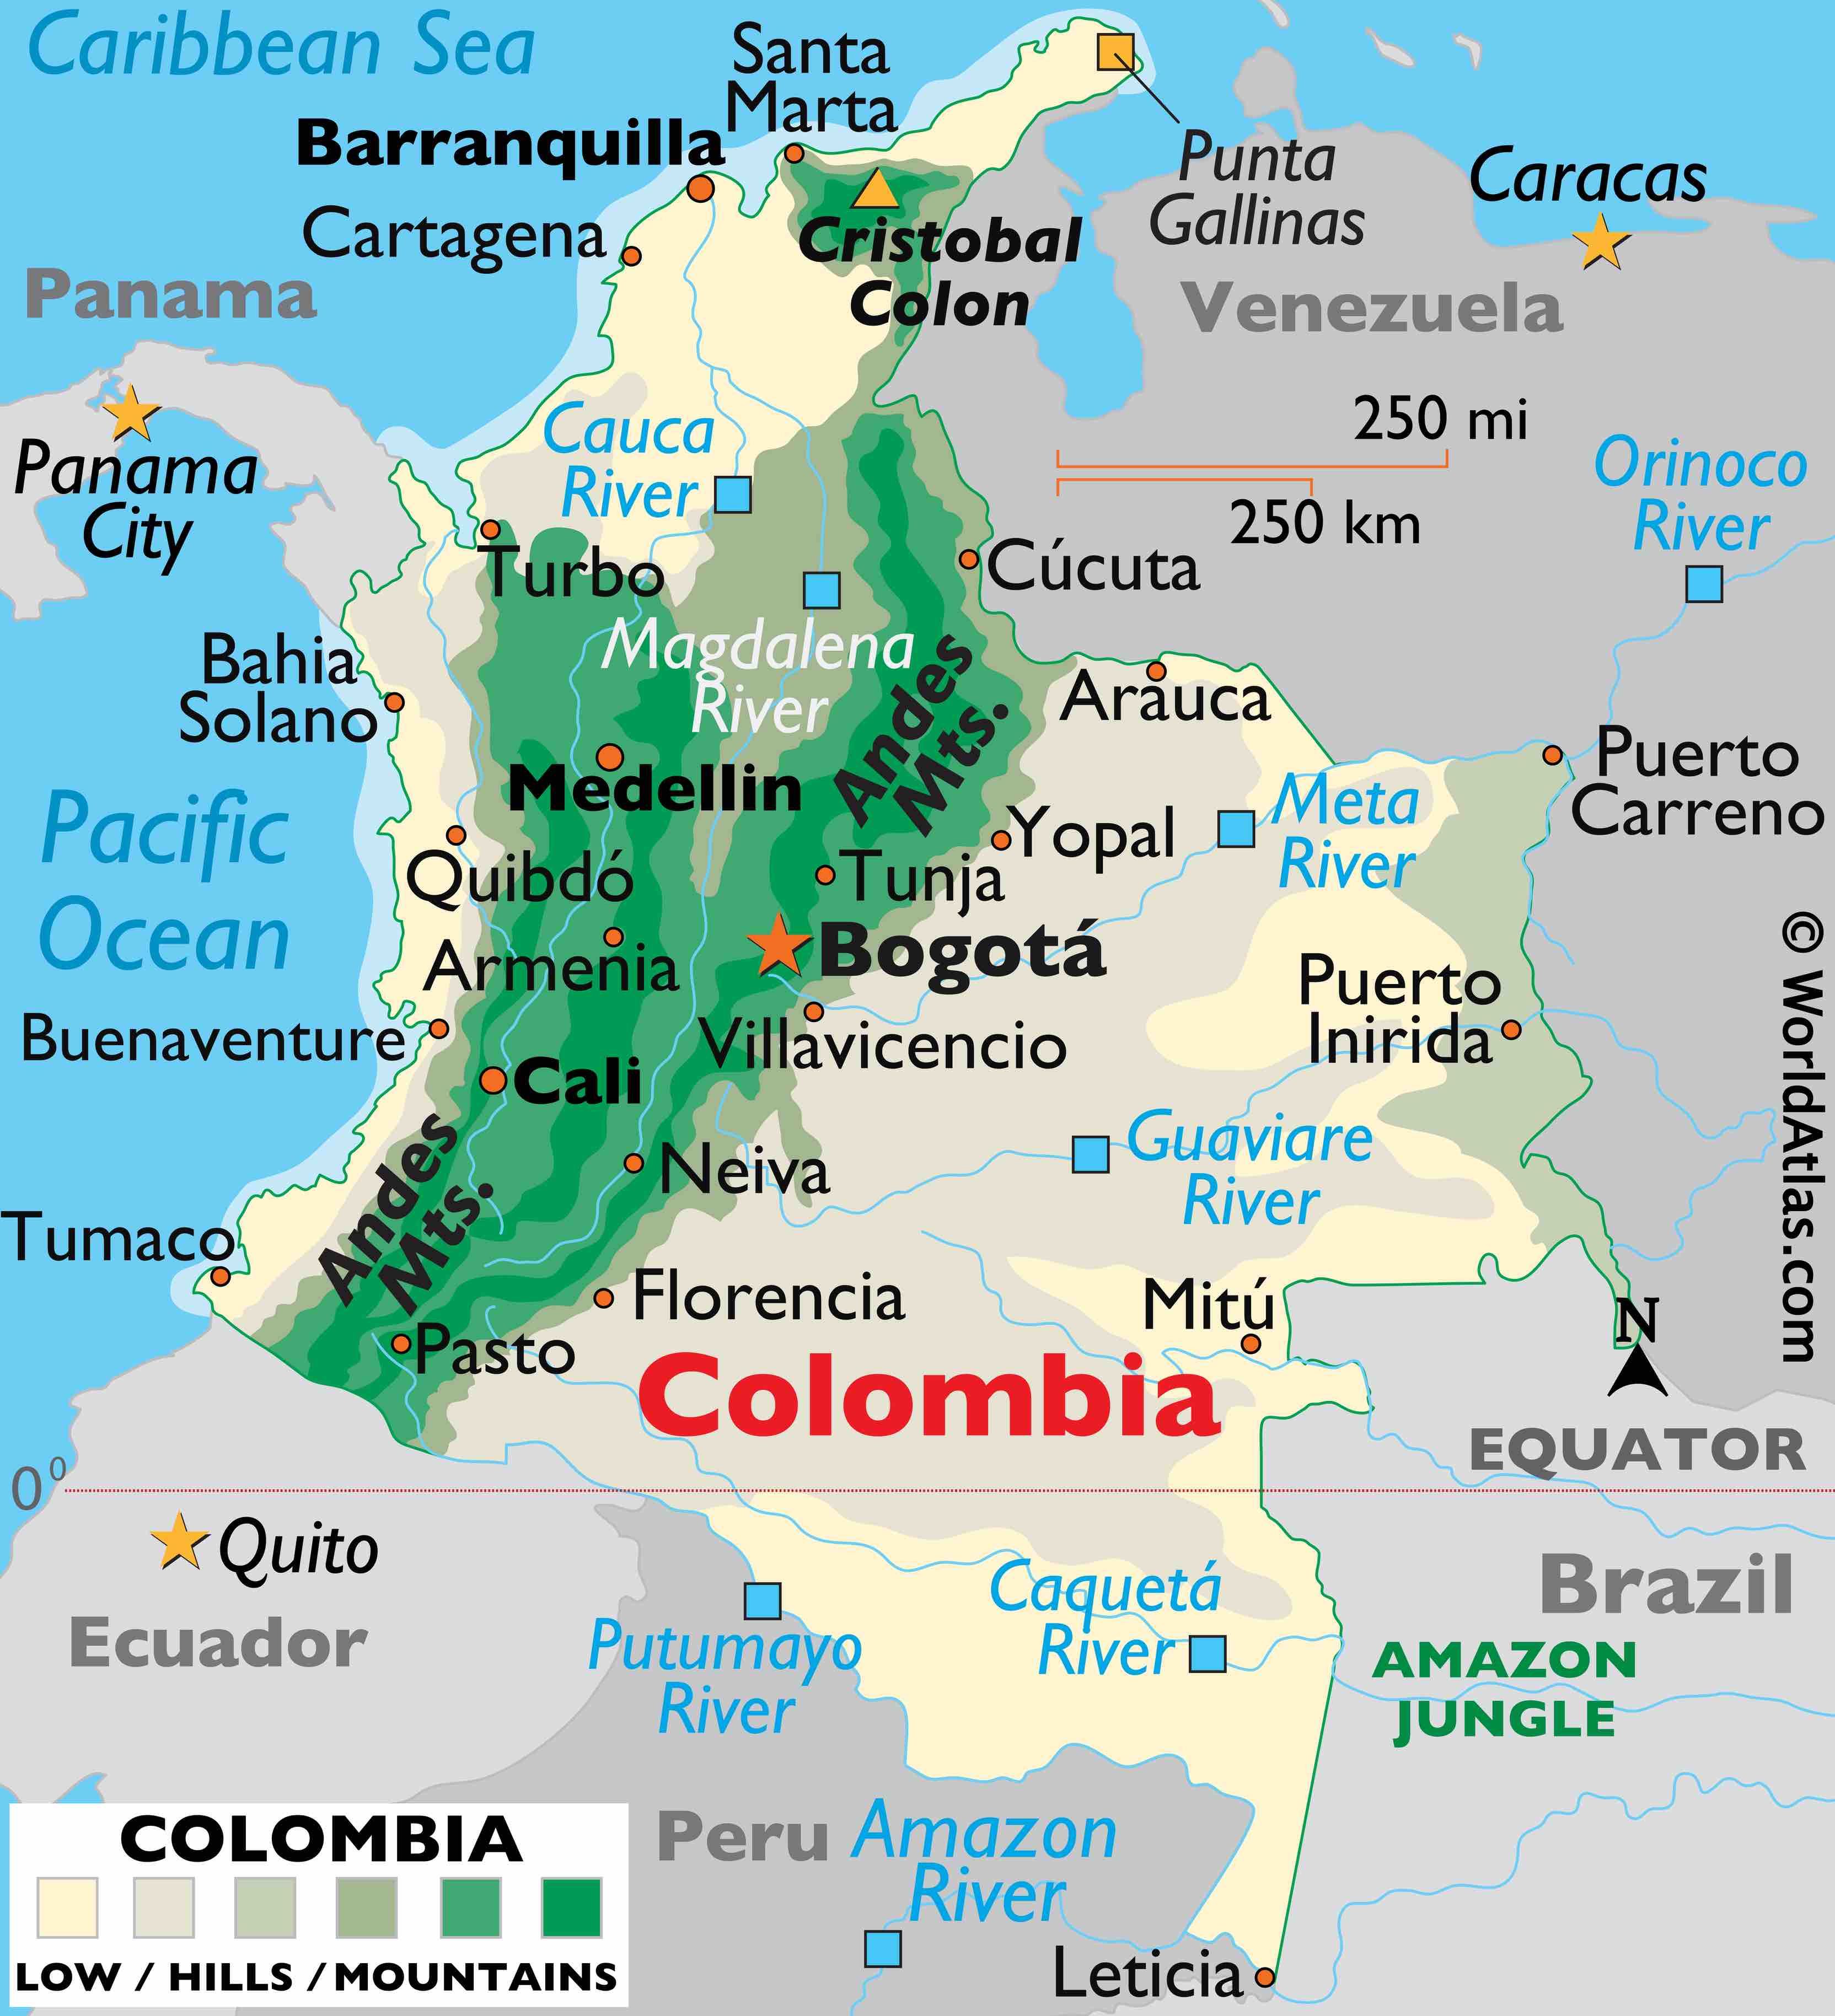 Caribbean Sea
Santa
Marta
Barranquilla
Cartagena
Punta
Gallinas
Caracas
Cristobal
Colon
Panama
Venezuela
Panama
City
Cauca
River
250 mi
250 km
Orinoco
River
Turbo
Cúcuta
Magdalena
River
Bahia
Solano
Andes
Mts.
Arauca
Puerto
Carreno
Pacific
Ocean
Medellin
Meta
River
Quibdó
Yopal
Tunja
Bogotá
Armenia
Puerto
Inirida
Buenaventure
Villavicencio
Cali
Andes
Mts.
Neiva
Guaviare
River
Tumaco
Florencia
Mitú
Pasto
Colombia
N
© WorldAtlas.com
EQUATOR
0⁰
Quito
Ecuador
Putumayo
River
Caquetá
River
Brazil
AMAZON
JUNGLE
Peru
Amazon
River
Leticia
COLOMBIA
LOW / HILLS / MOUNTAINS